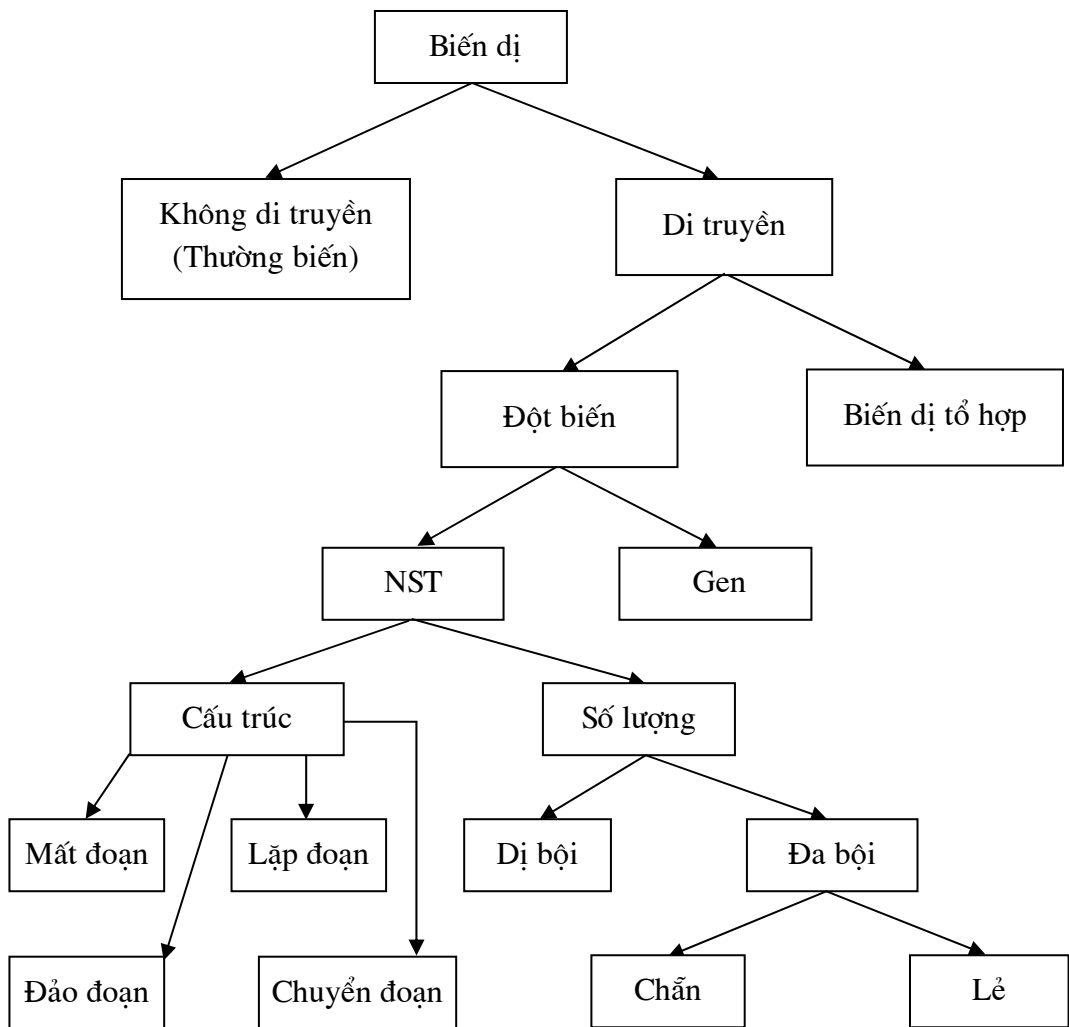 Biến dị
Không di truyền
(Thường biến)
Di truyền
Đột biến
Biến dị tổ hợp
NST
Gen
Cấu trúc
Số lượng
Mất đoạn
Lặp đoạn
Dị bội
Đa bội
Đảo đoạn
Chuyển đoạn
Chẵn
Lẻ